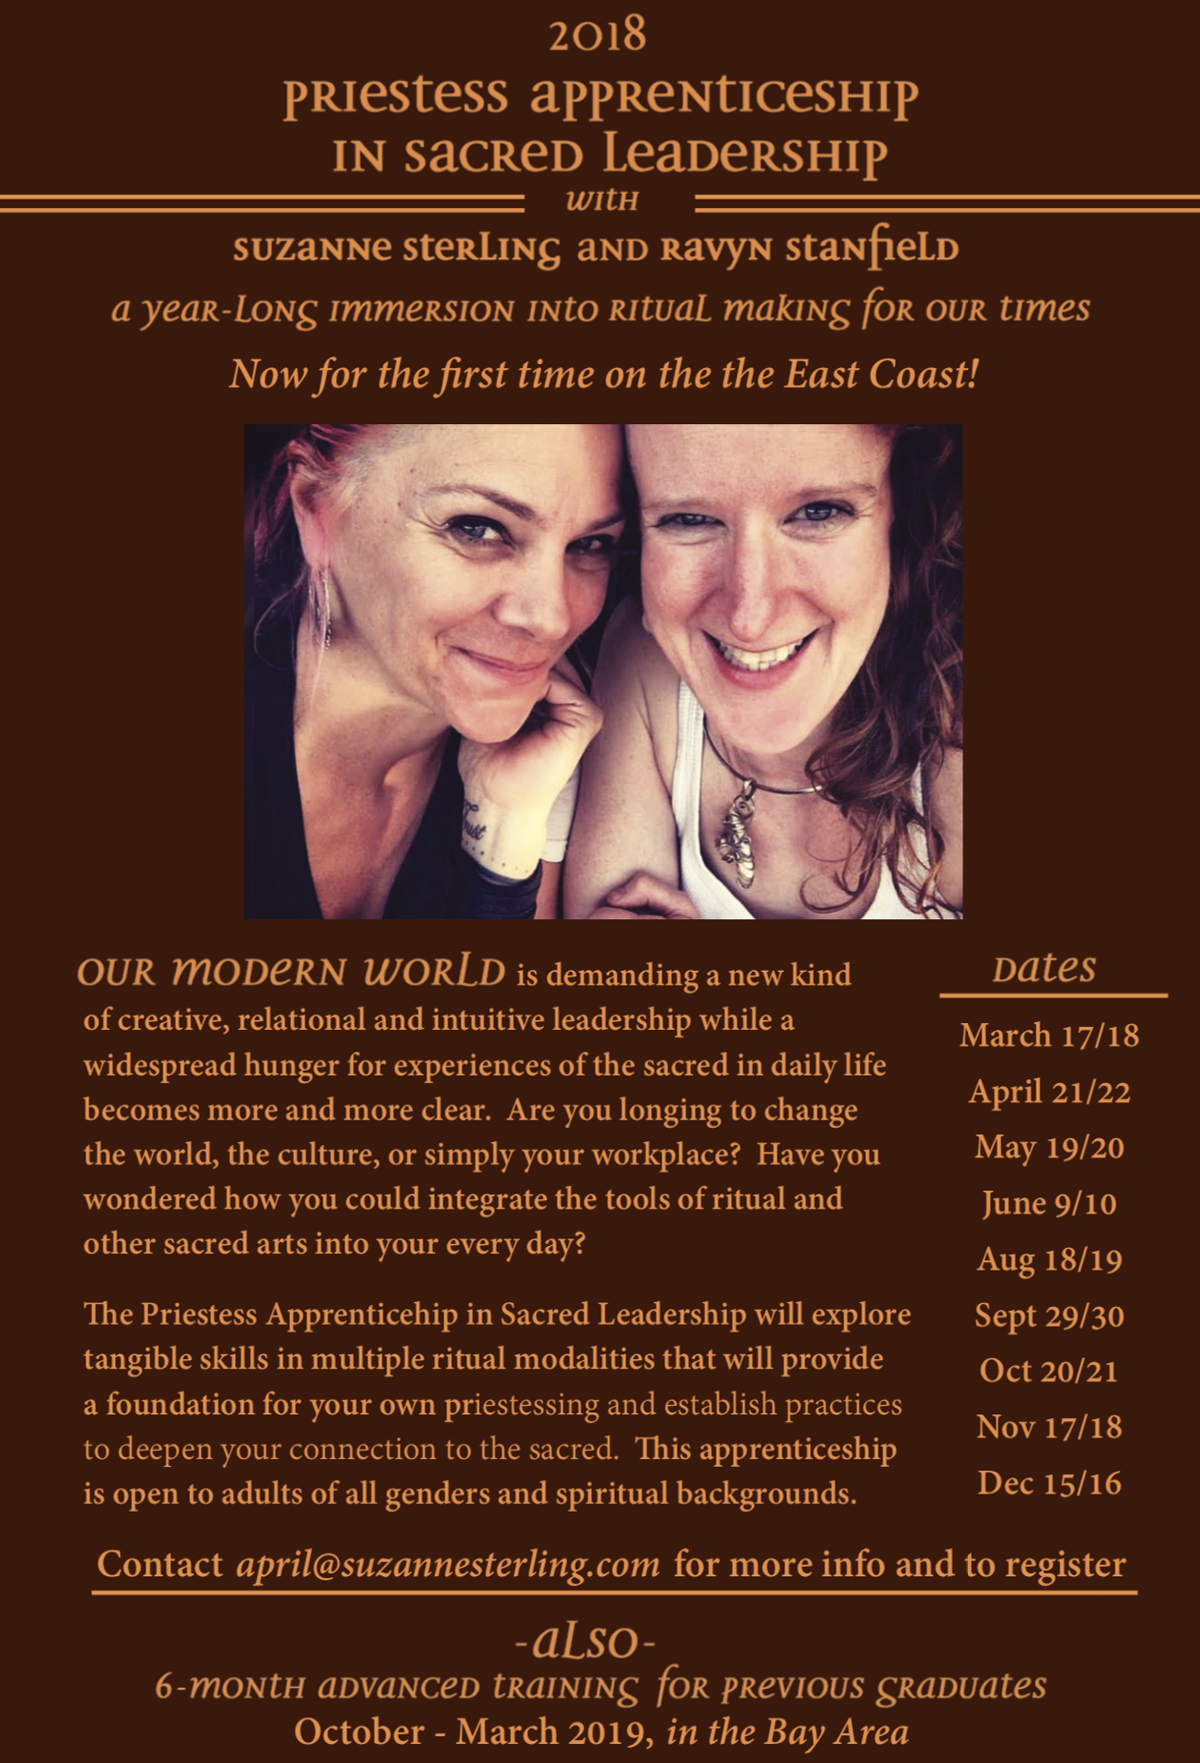 2018
Priestess Apprenticeship
in Sacred Leadership
with
Suzanne Sterling and Ravyn Stanfield
a year-long immersion into ritual making for our times
Now for the first time on the the East Coast!
Our modern world is demanding a new kind
of creative, relational and intuitive leadership while a
widespread hunger for experiences of the sacred in daily life
becomes more and more clear.  Are you longing to change
the world, the culture, or simply your workplace?  Have you
wondered how you could integrate the tools of ritual and
other sacred arts into your every day?
The Priestess Apprenticehip in Sacred Leadership will explore
tangible skills in multiple ritual modalities that will provide
a foundation for your own priestessing and establish practices
to deepen your connection to the sacred.  This apprenticeship
is open to adults of all genders and spiritual backgrounds.
Dates
March 17/18
April 21/22
May 19/20
June 9/10
Aug 18/19
Sept 29/30
Oct 20/21
Nov 17/18
Dec 15/16
Contact april@suzannesterling.com for more info and to register
-also-
6-month advanced training for previous graduates
October - March 2019, in the Bay Area